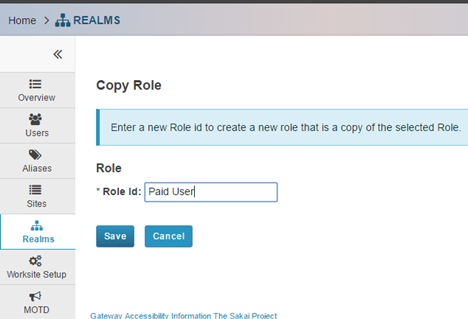 Home > REALMS
«
Overview
Users
Aliases
Sites
Realms
Worksite Setup
MOTD
Copy Role
Enter a new Role id to create a new role that is a copy of the selected Role.
Role
* Role Id: Paid User
Save Cancel
Gateway Accessibility Information The Sakai Project